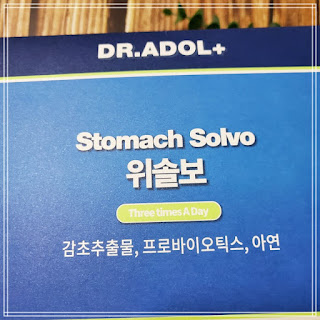 DR.ADOL+
Stomach Solvo
위솔보
Three times A Day
감초추출물, 프로바이오틱스, 아연